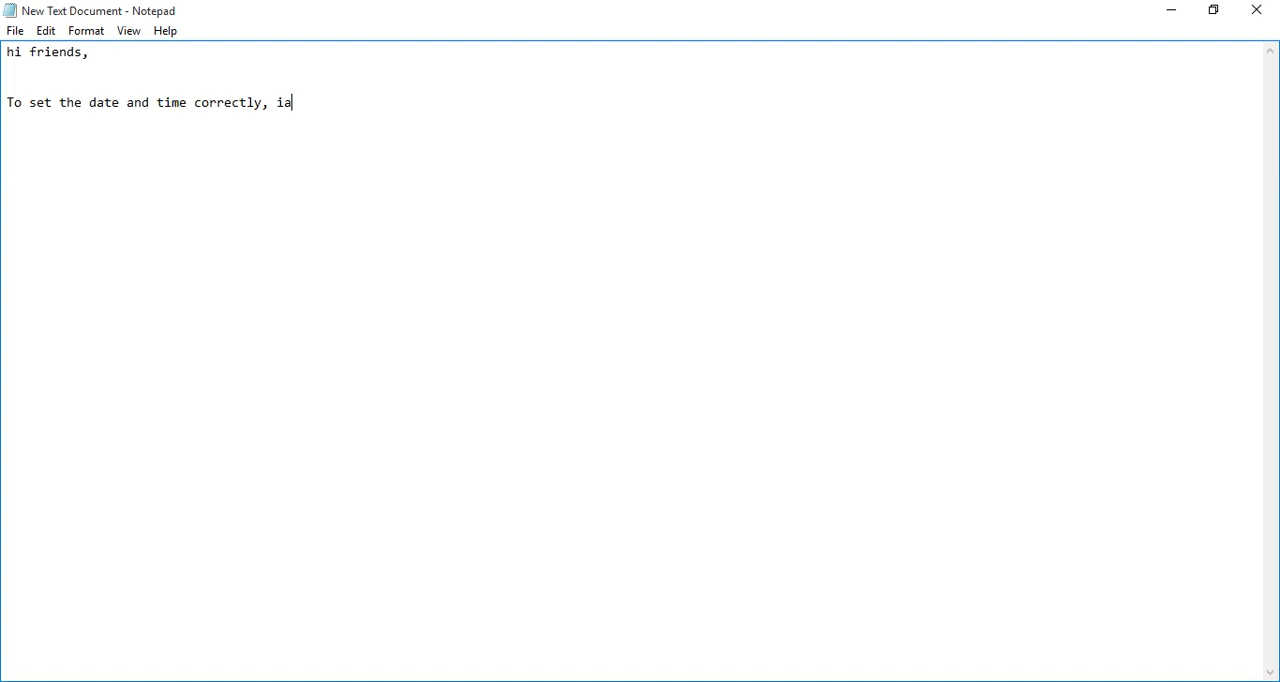 New Text Document - Notepad
File Edit Format View Help
hi friends,
To set the date and time correctly, ia